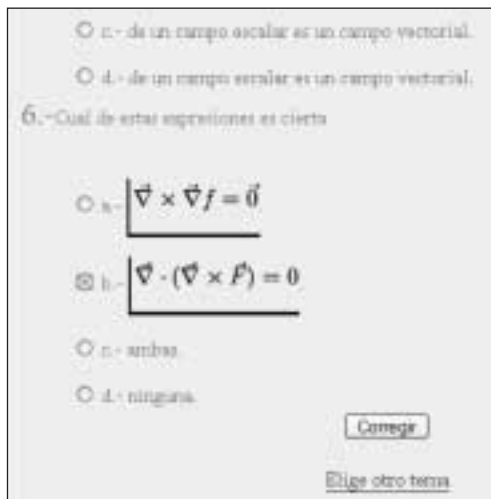 c.- de un campo escalar es un campo vectorial.
d.- de un campo escalar es un campo vectorial.
6.-Cual de estas expresiones es cierta
a.- ∇⃗ × ∇⃗f = 0⃗
b.- ∇⃗ · (∇⃗ × F⃗) = 0
c.- ambas.
d.- ninguna.
Corregir
Elige otro tema